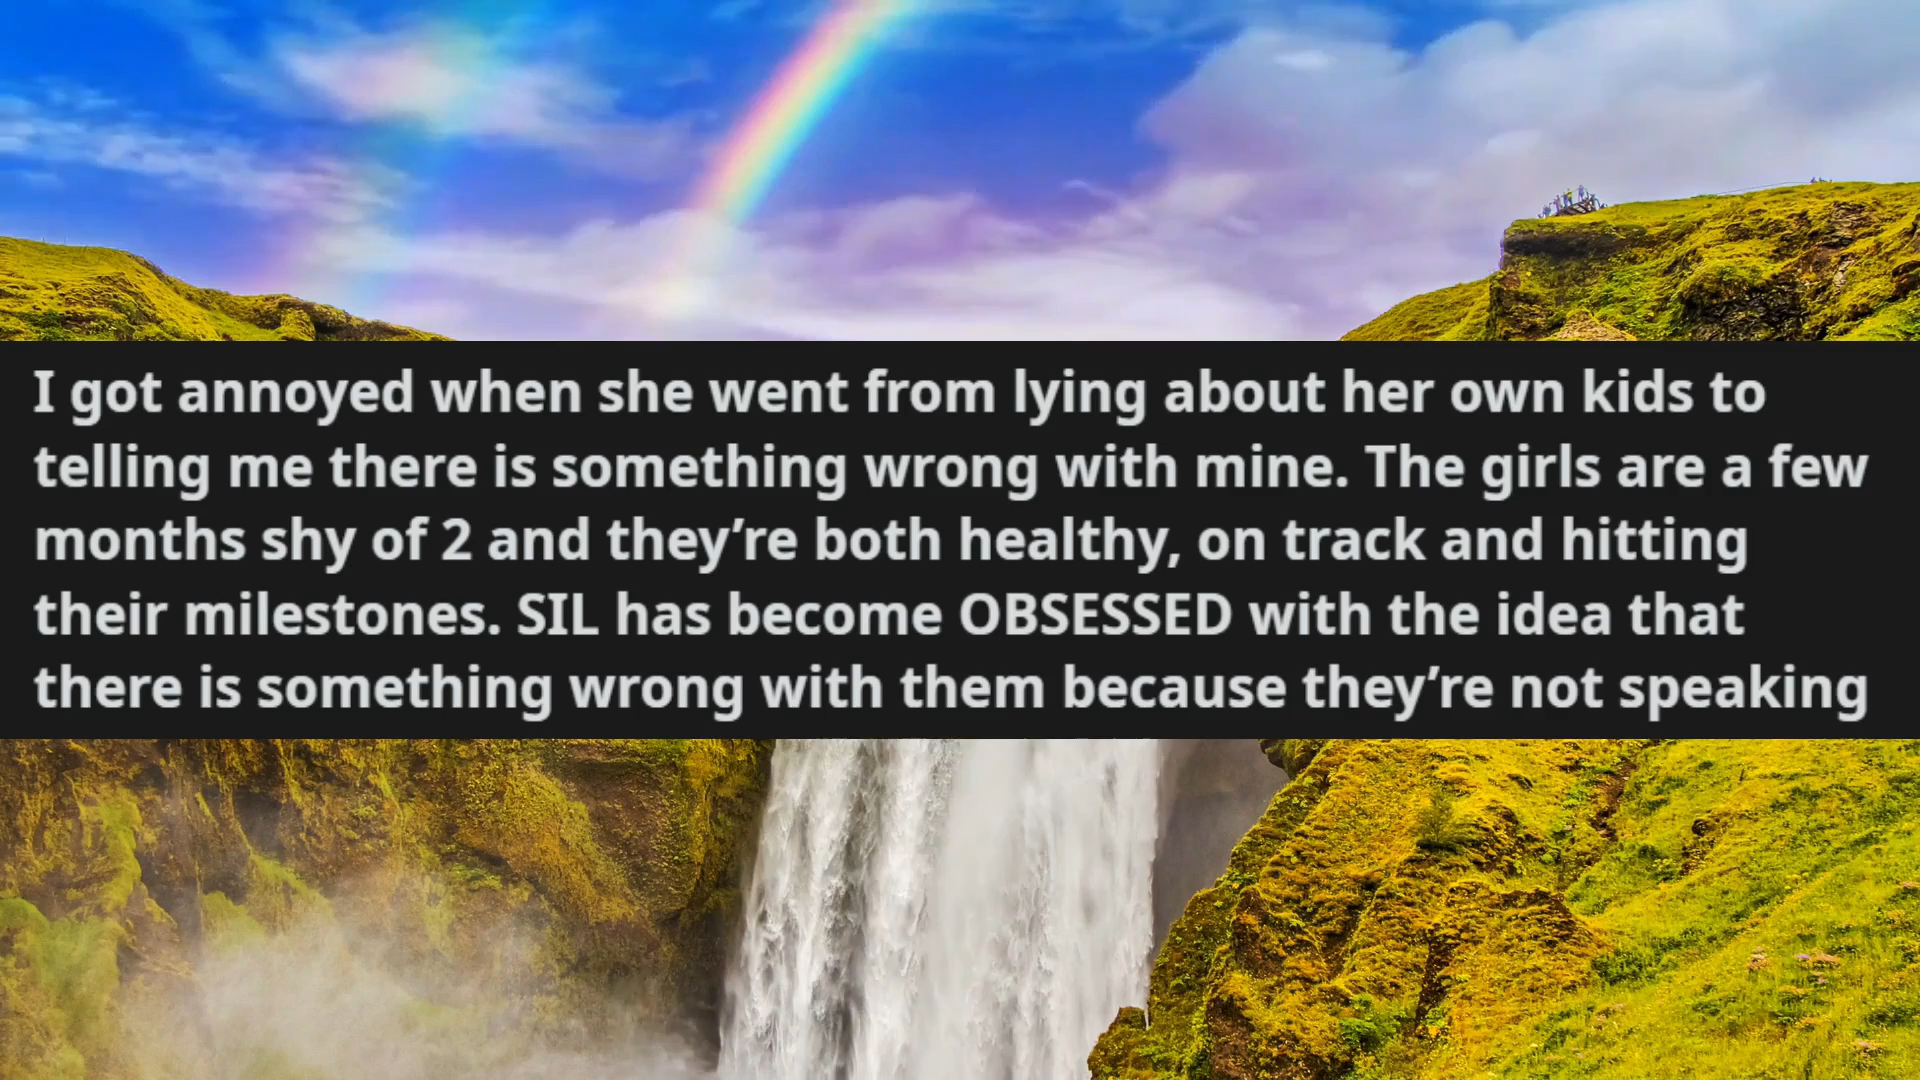 I got annoyed when she went from lying about her own kids to
telling me there is something wrong with mine. The girls are a few
months shy of 2 and they’re both healthy, on track and hitting
their milestones. SIL has become OBSESSED with the idea that
there is something wrong with them because they’re not speaking